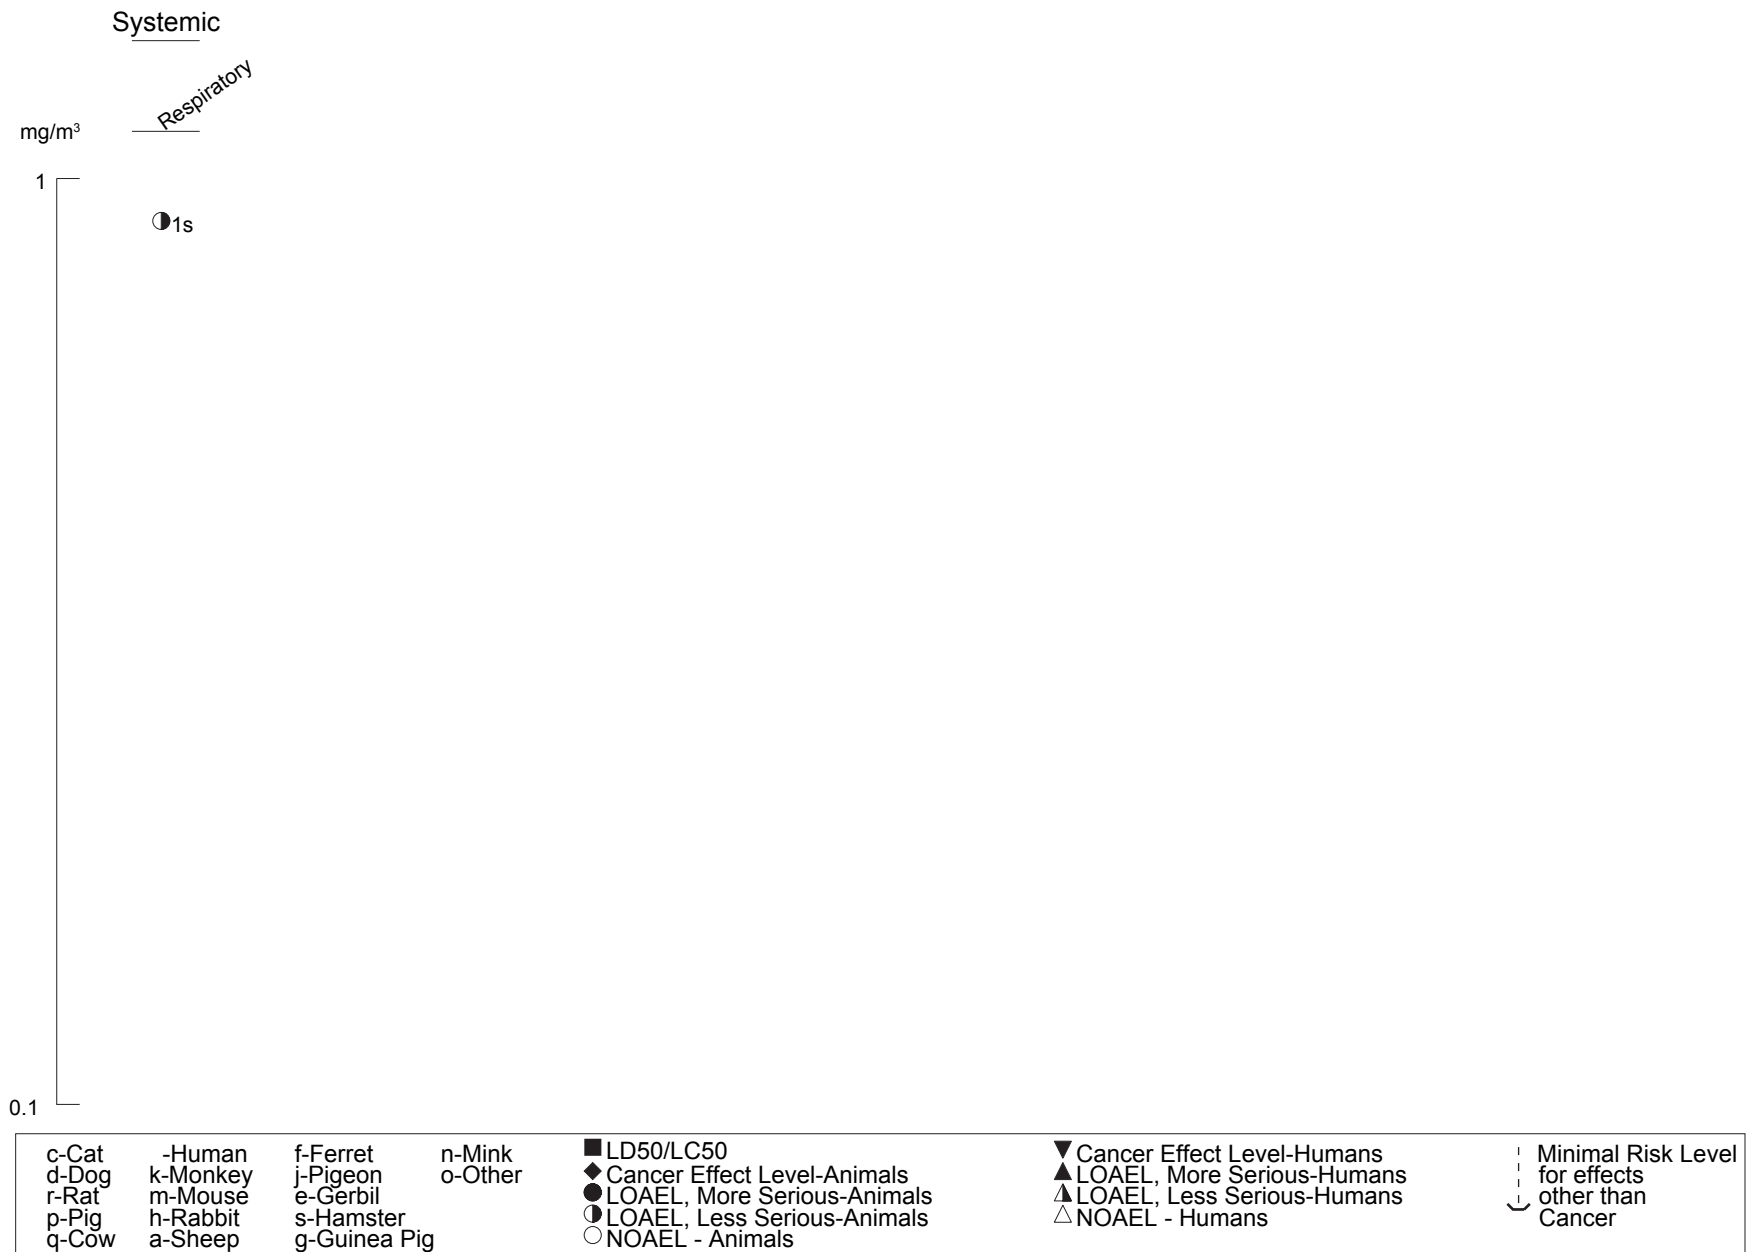 Systemic
Respiratory
mg/m³
1
1s
0.1
c-Cat -Human f-Ferret n-Mink
d-Dog k-Monkey j-Pigeon o-Other
r-Rat m-Mouse e-Gerbil
p-Pig h-Rabbit s-Hamster
q-Cow a-Sheep g-Guinea Pig
LD50/LC50
Cancer Effect Level-Animals
LOAEL, More Serious-Animals
LOAEL, Less Serious-Animals
NOAEL - Animals
Cancer Effect Level-Humans
LOAEL, More Serious-Humans
LOAEL, Less Serious-Humans
NOAEL - Humans
Minimal Risk Level
for effects
other than
Cancer